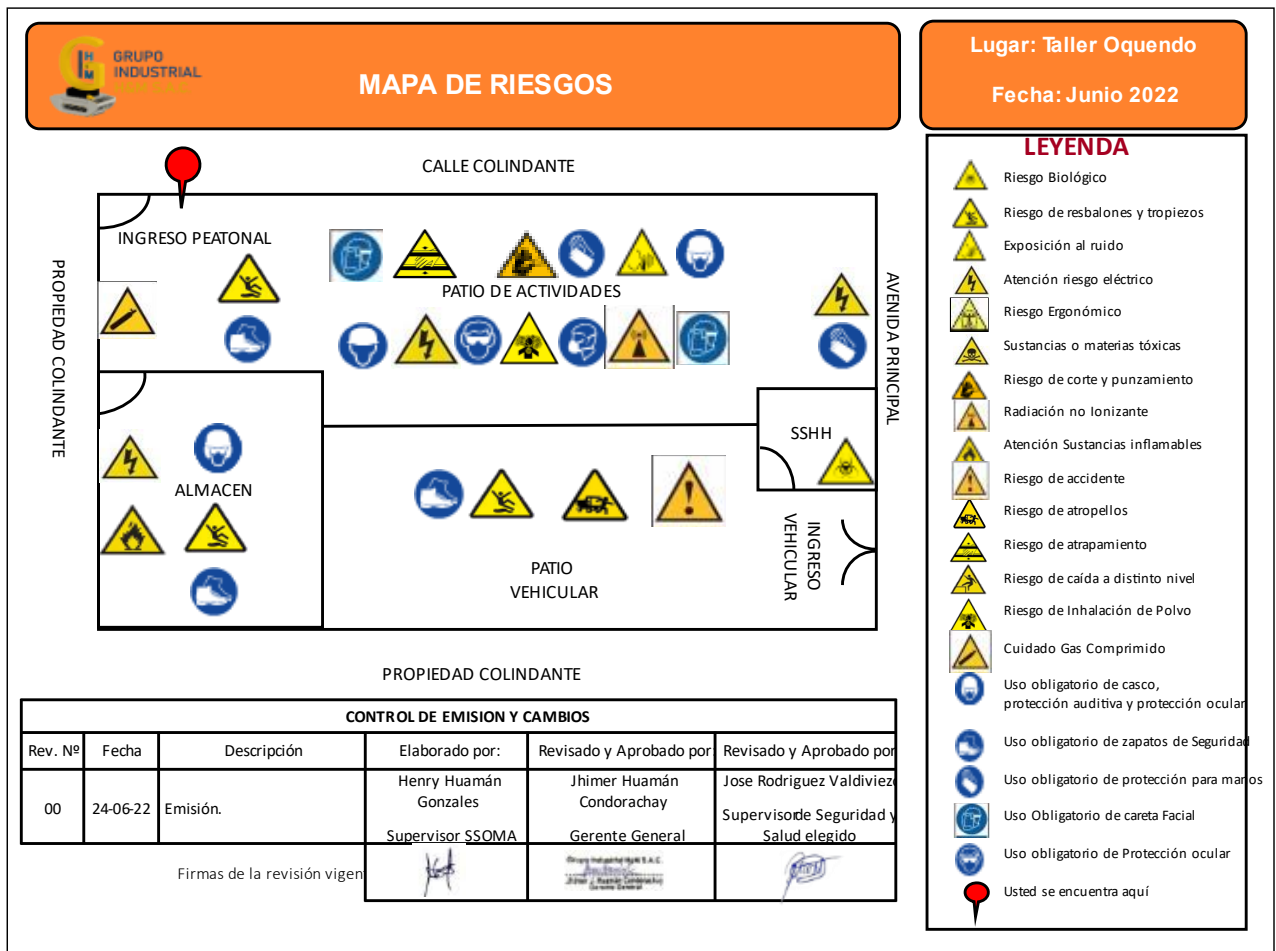 GRUPO
INDUSTRIAL
H&M S.A.C.
MAPA DE RIESGOS
Lugar: Taller Oquendo
Fecha: Junio 2022
CALLE COLINDANTE
INGRESO PEATONAL
PROPIEDAD COLINDANTE
PATIO DE ACTIVIDADES
AVENIDA PRINCIPAL
SSHH
ALMACEN
PATIO
VEHICULAR
INGRESO
VEHICULAR
PROPIEDAD COLINDANTE
LEYENDA
Riesgo Biológico
Riesgo de resbalones y tropiezos
Exposición al ruido
Atención riesgo eléctrico
Riesgo Ergonómico
Sustancias o materias tóxicas
Riesgo de corte y punzamiento
Radiación no Ionizante
Atención Sustancias inflamables
Riesgo de accidente
Riesgo de atropellos
Riesgo de atrapamiento
Riesgo de caída a distinto nivel
Riesgo de Inhalación de Polvo
Cuidado Gas Comprimido
Uso obligatorio de casco,
protección auditiva y protección ocular
Uso obligatorio de zapatos de Seguridad
Uso obligatorio de protección para manos
Uso Obligatorio de careta Facial
Uso obligatorio de Protección ocular
Usted se encuentra aquí
CONTROL DE EMISION Y CAMBIOS
Rev. Nº Fecha Descripción Elaborado por: Revisado y Aprobado por Revisado y Aprobado por
00 24-06-22 Emisión.
Henry Huamán
Gonzales
Supervisor SSOMA
Jhimer Huamán
Condorachay
Gerente General
Jose Rodriguez Valdiviezo
Supervisor de Seguridad y
Salud elegido
Firmas de la revisión vigen
Grupo Industrial H&M S.A.C.
Jhimer J. Huamán Condorachay
Gerente General